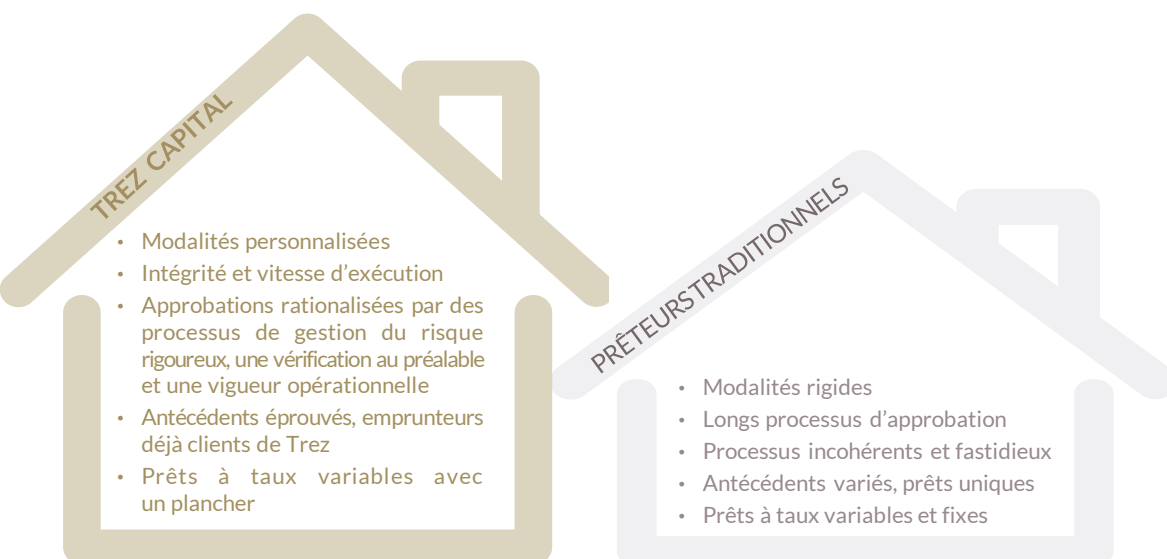 TREZ CAPITAL
• Modalités personnalisées
• Intégrité et vitesse d’exécution
• Approbations rationalisées par des
processus de gestion du risque
rigoureux, une vérification au préalable
et une vigueur opérationnelle
• Antécédents éprouvés, emprunteurs
déjà clients de Trez
• Prêts à taux variables avec
un plancher
PRÊTEURSTRADITIONNELS
• Modalités rigides
• Longs processus d’approbation
• Processus incohérents et fastidieux
• Antécédents variés, prêts uniques
• Prêts à taux variables et fixes